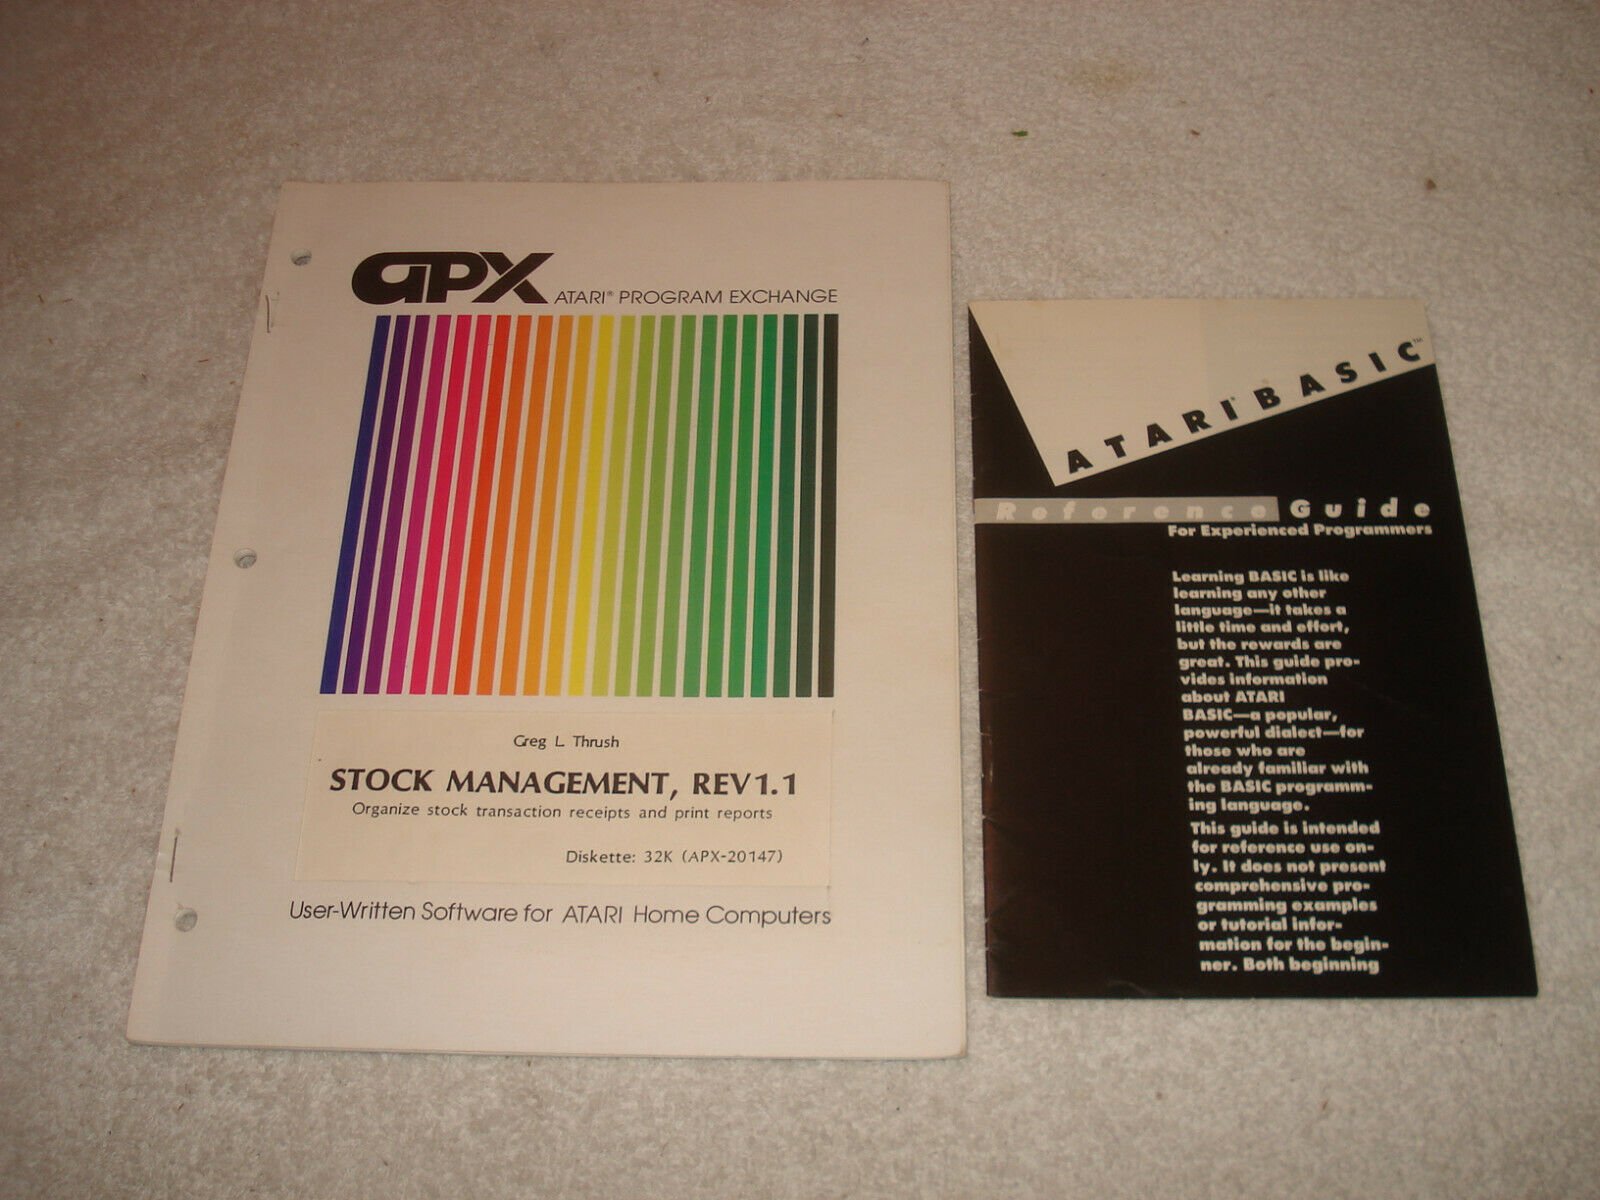 apx
ATARI® PROGRAM EXCHANGE
Greg L Thrush
STOCK MANAGEMENT, REV1.1
Organize stock transaction receipts and print reports
Diskette: 32K (APX-20147)
User-Written Software for ATARI Home Computers
ATARI® BASIC™
Reference Guide
For Experienced Programmers
Learning BASIC is like
learning any other
language—it takes a
little time and effort,
but the rewards are
great. This guide pro-
vides information
about ATARI
BASIC—a popular,
powerful dialect—for
those who are
already familiar with
the BASIC programm-
ing language.
This guide is intended
for reference use on-
ly. It does not present
comprehensive pro-
gramming examples
or tutorial infor-
mation for the begin-
ner. Both beginning